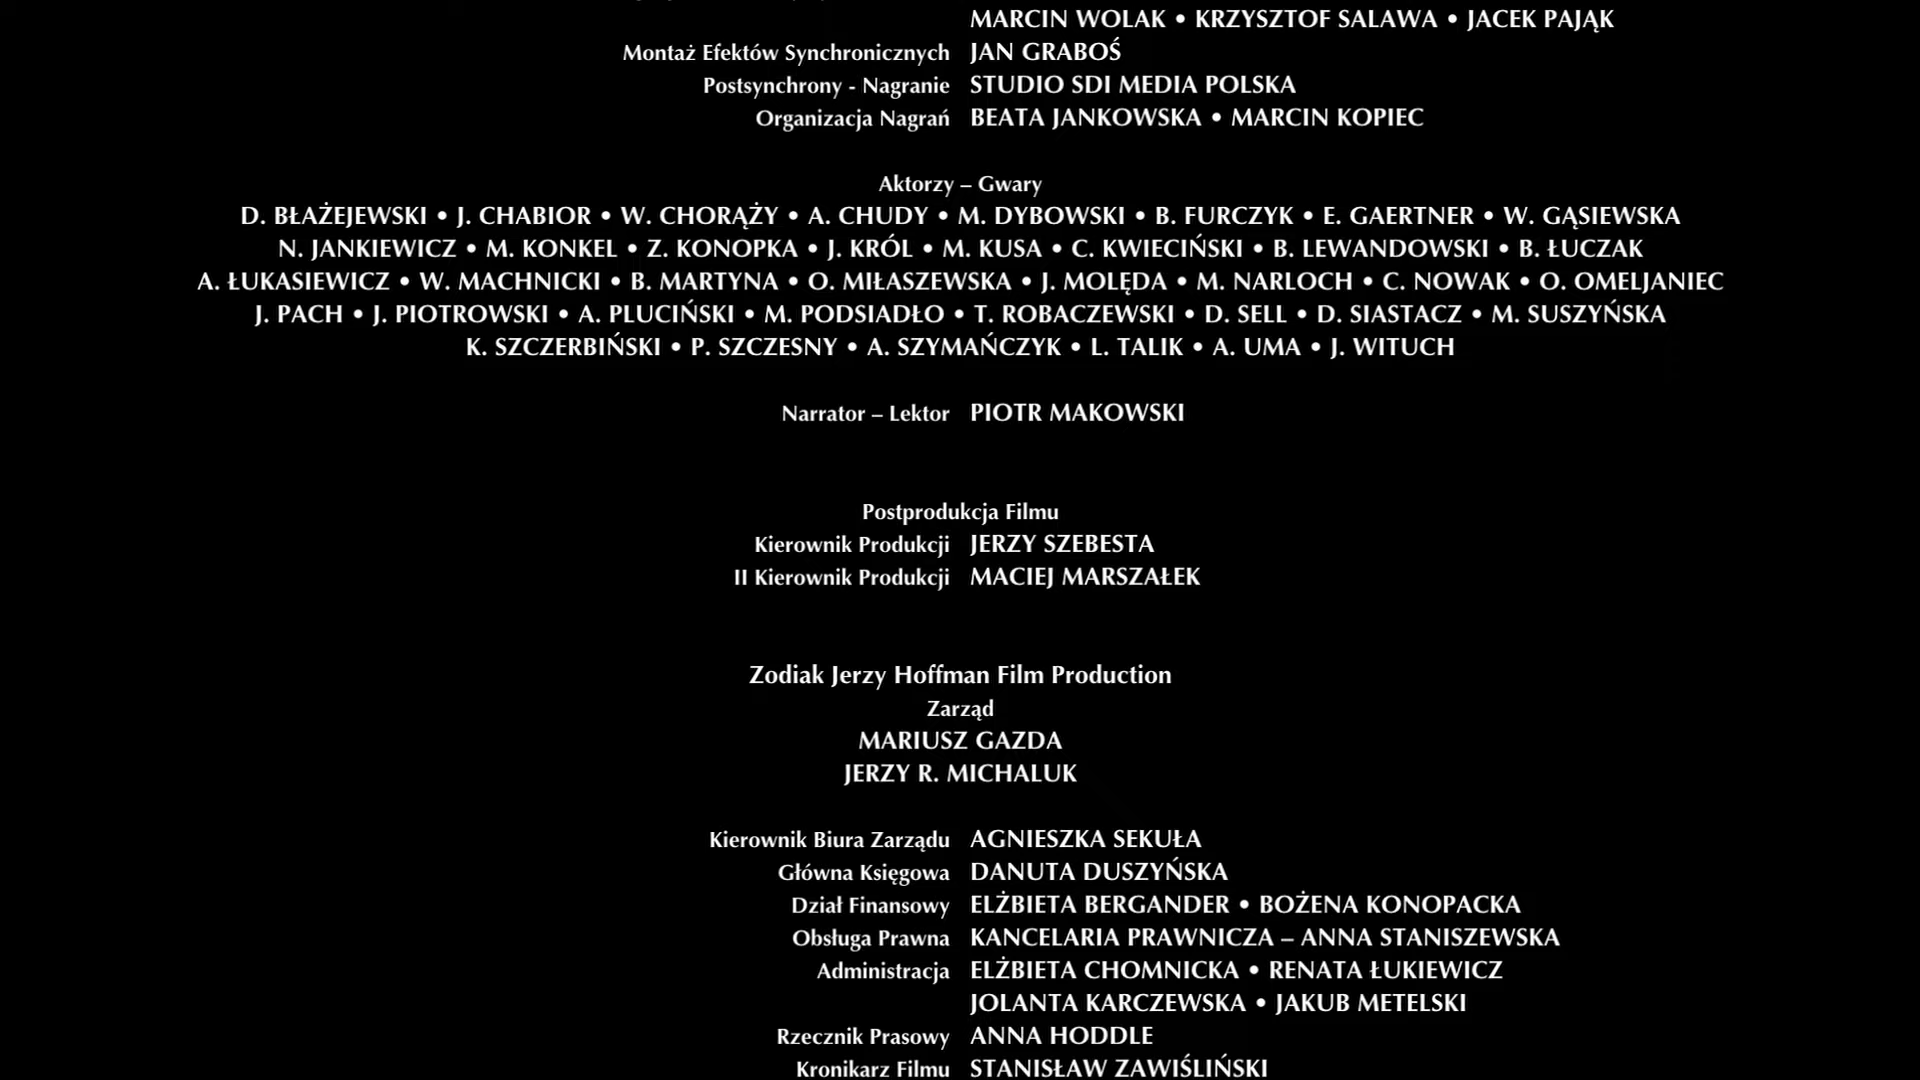 MARCIN WOLAK • KRZYSZTOF SALAWA • JACEK PAJĄK
Montaż Efektów Synchronicznych JAN GRABOŚ
Postsynchrony - Nagranie STUDIO SDI MEDIA POLSKA
Organizacja Nagrań BEATA JANKOWSKA • MARCIN KOPIEC
Aktorzy – Gwary
D. BŁAŻEJEWSKI • J. CHABIOR • W. CHORĄŻY • A. CHUDY • M. DYBOWSKI • B. FURCZYK • E. GAERTNER • W. GĄSIEWSKA
N. JANKIEWICZ • M. KONKEL • Z. KONOPKA • J. KRÓL • M. KUSA • C. KWIECIŃSKI • B. LEWANDOWSKI • B. ŁUCZAK
A. ŁUKASIEWICZ • W. MACHNICKI • B. MARTYNA • O. MIŁASZEWSKA • J. MOLĘDA • M. NARLOCH • C. NOWAK • O. OMELJANIEC
J. PACH • J. PIOTROWSKI • A. PLUCIŃSKI • M. PODSIADŁO • T. ROBACZEWSKI • D. SELL • D. SIASTACZ • M. SUSZYŃSKA
K. SZCZERBIŃSKI • P. SZCZESNY • A. SZYMAŃCZYK • L. TALIK • A. UMA • J. WITUCH
Narrator – Lektor PIOTR MAKOWSKI
Postprodukcja Filmu
Kierownik Produkcji JERZY SZEBESTA
II Kierownik Produkcji MACIEJ MARSZAŁEK
Zodiak Jerzy Hoffman Film Production
Zarząd
MARIUSZ GAZDA
JERZY R. MICHALUK
Kierownik Biura Zarządu AGNIESZKA SEKUŁA
Główna Księgowa DANUTA DUSZYŃSKA
Dział Finansowy ELŻBIETA BERGANDER • BOŻENA KONOPACKA
Obsługa Prawna KANCELARIA PRAWNICZA – ANNA STANISZEWSKA
Administracja ELŻBIETA CHOMNICKA • RENATA ŁUKIEWICZ
JOLANTA KARCZEWSKA • JAKUB METELSKI
Rzecznik Prasowy ANNA HODDLE
Kronikarz Filmu STANISŁAW ZAWIŚLIŃSKI